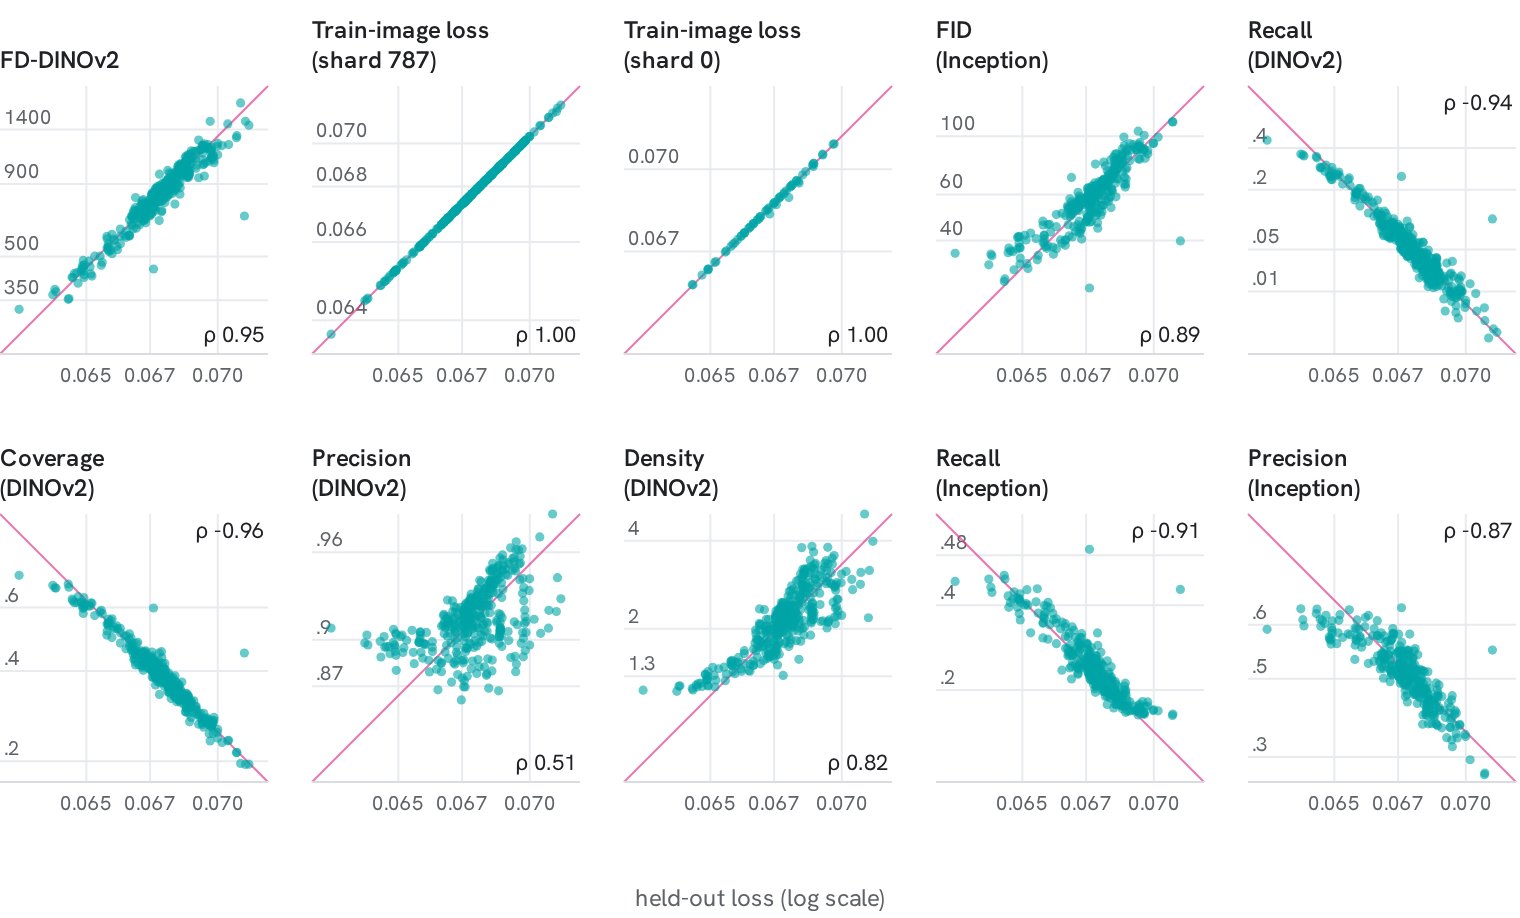 FD-DINOv2
1400
900
500
350
ρ 0.95
0.065 0.067 0.070
Train-image loss
(shard 787)
0.070
0.068
0.066
0.064
ρ 1.00
0.065 0.067 0.070
Train-image loss
(shard 0)
0.070
0.067
ρ 1.00
0.065 0.067 0.070
FID
(Inception)
100
60
40
ρ 0.89
0.065 0.067 0.070
Recall
(DINOv2)
ρ -0.94
.4
.2
.05
.01
0.065 0.067 0.070
Coverage
(DINOv2)
ρ -0.96
.6
.4
.2
0.065 0.067 0.070
Precision
(DINOv2)
.96
.9
.87
ρ 0.51
0.065 0.067 0.070
Density
(DINOv2)
4
2
1.3
ρ 0.82
0.065 0.067 0.070
Recall
(Inception)
ρ -0.91
.48
.4
.2
0.065 0.067 0.070
Precision
(Inception)
ρ -0.87
.6
.5
.3
0.065 0.067 0.070
held-out loss (log scale)